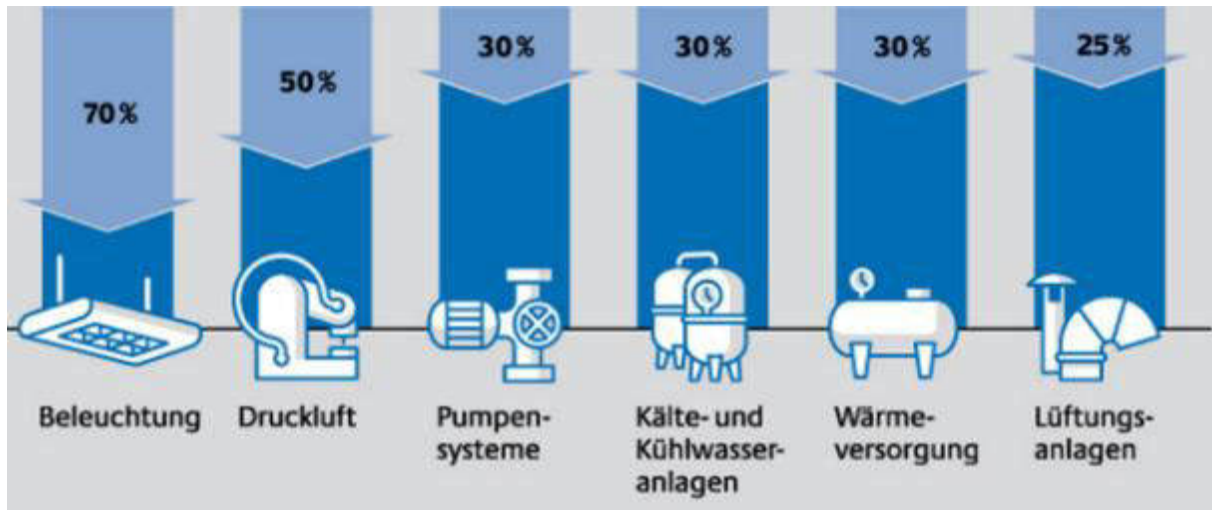 70%
50%
30%
30%
30%
25%
Beleuchtung
Druckluft
Pumpen-
systeme
Kälte- und
Kühlwasser-
anlagen
Wärme-
versorgung
Lüftungs-
anlagen